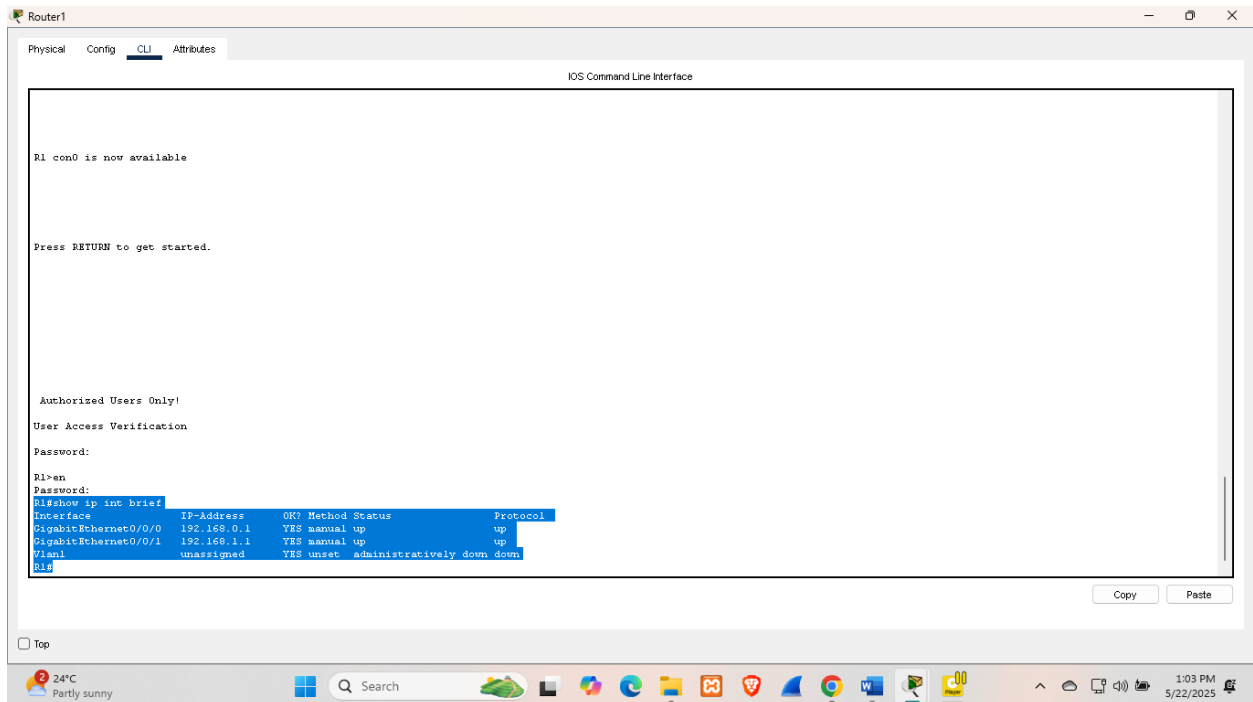 Router1
Physical Config CLI Attributes
IOS Command Line Interface
R1 con0 is now available
Press RETURN to get started.
Authorized Users Only!
User Access Verification
Password:
R1>en
Password:
R1#show ip int brief
Interface IP-Address OK? Method Status Protocol
GigabitEthernet0/0/0 192.168.0.1 YES manual up up
GigabitEthernet0/0/1 192.168.1.1 YES manual up up
Vlan1 unassigned YES unset administratively down down
R1#
Copy Paste
Top
2
24°C
Partly sunny
Search
00
Player
1:03 PM
5/22/2025